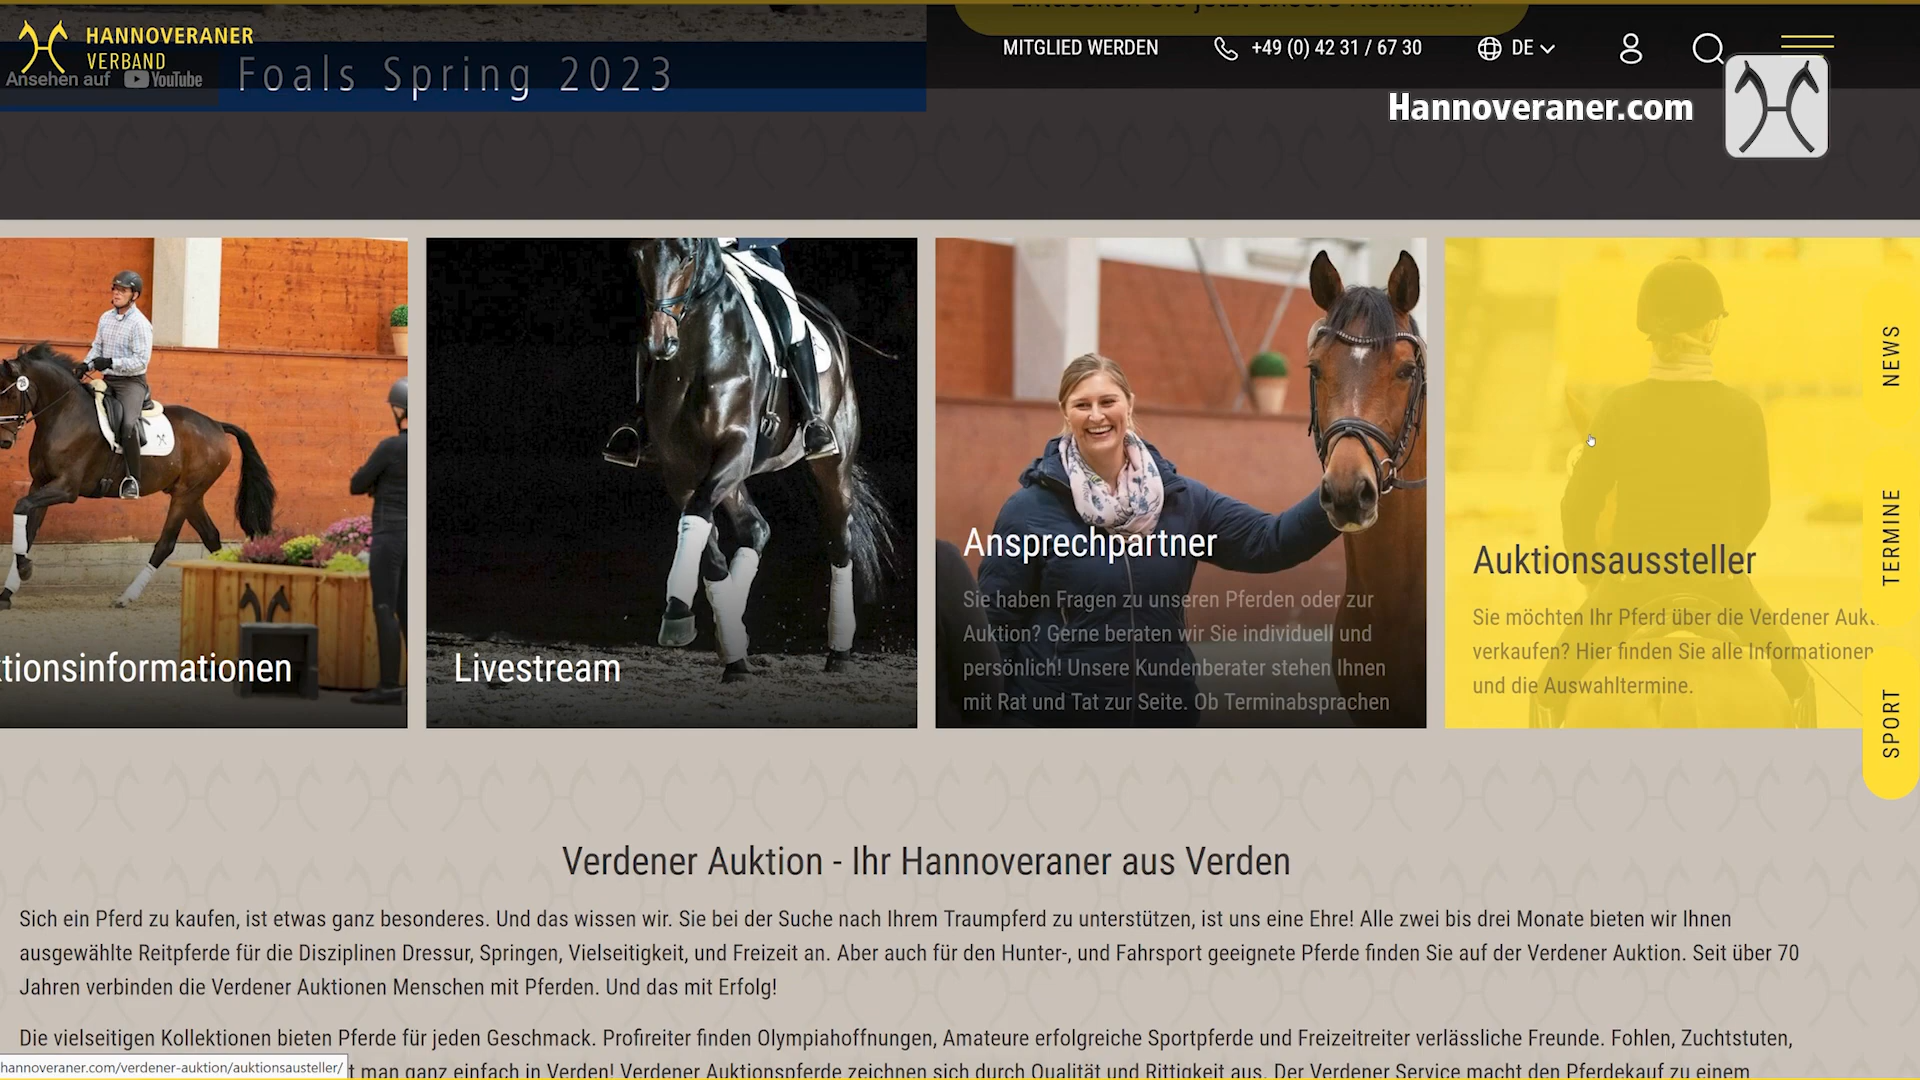 HANNOVERANER
VERBAND
MITGLIED WERDEN
+49 (0) 42 31 / 67 30
DE
Ansehen auf YouTube
Foals Spring 2023
Hannoveraner.com
tionsinformationen
Livestream
Ansprechpartner
Sie haben Fragen zu unseren Pferden oder zur
Auktion? Gerne beraten wir Sie individuell und
persönlich! Unsere Kundenberater stehen Ihnen
mit Rat und Tat zur Seite. Ob Terminabsprachen
Auktionsaussteller
Sie möchten Ihr Pferd über die Verdener Auk
verkaufen? Hier finden Sie alle Informationen
und die Auswahltermine.
NEWS
TERMINE
SPORT
Verdener Auktion - Ihr Hannoveraner aus Verden
Sich ein Pferd zu kaufen, ist etwas ganz besonderes. Und das wissen wir. Sie bei der Suche nach Ihrem Traumpferd zu unterstützen, ist uns eine Ehre! Alle zwei bis drei Monate bieten wir Ihnen
ausgewählte Reitpferde für die Disziplinen Dressur, Springen, Vielseitigkeit, und Freizeit an. Aber auch für den Hunter-, und Fahrsport geeignete Pferde finden Sie auf der Verdener Auktion. Seit über 70
Jahren verbinden die Verdener Auktionen Menschen mit Pferden. Und das mit Erfolg!
Die vielseitigen Kollektionen bieten Pferde für jeden Geschmack. Profireiter finden Olympiahoffnungen, Amateure erfolgreiche Sportpferde und Freizeitreiter verlässliche Freunde. Fohlen, Zuchtstuten,
t man ganz einfach in Verden! Verdener Auktionspferde zeichnen sich durch Qualität und Rittigkeit aus. Der Verdener Service macht den Pferdekauf zu einem
hannoveraner.com/verdener-auktion/auktionsausteller/